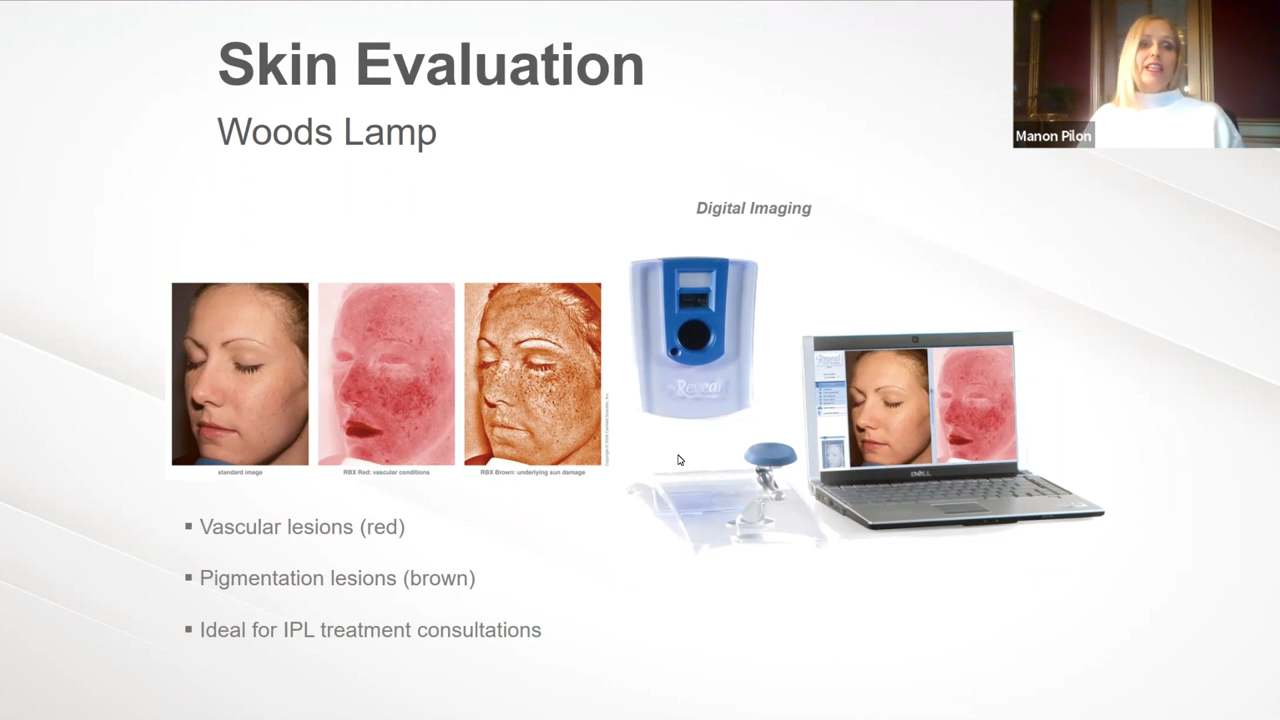 Skin Evaluation
Woods Lamp
Manon Pilon
Digital Imaging
Reveal
standard image
RBX Red: vascular conditions
RBX Brown: underlying sun damage
DELL
▪ Vascular lesions (red)
▪ Pigmentation lesions (brown)
▪ Ideal for IPL treatment consultations